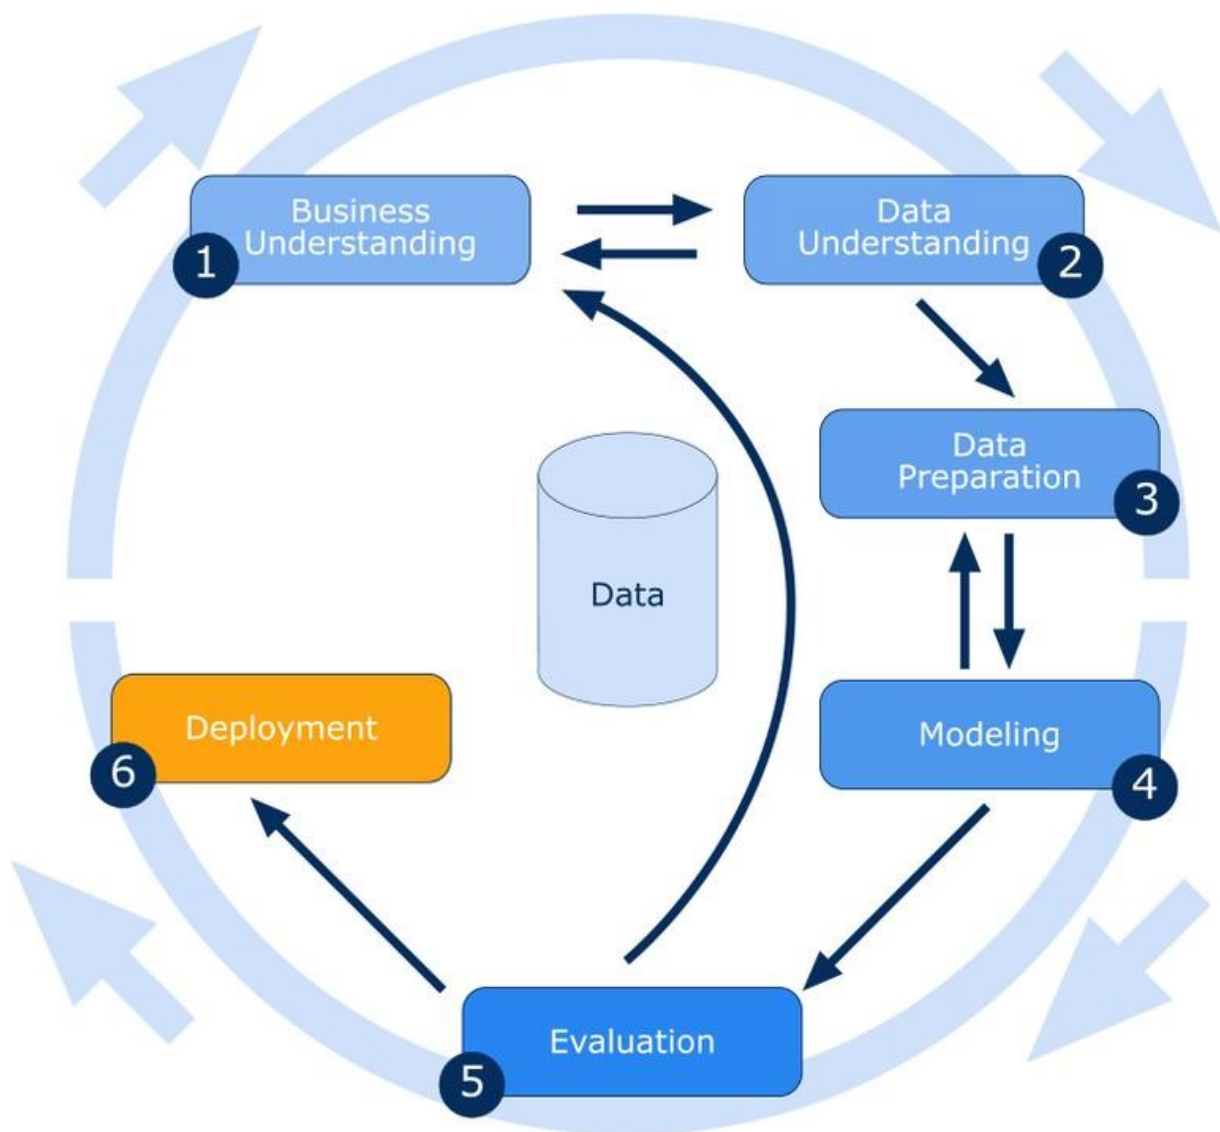 Business
Understanding
1
Data
Understanding
2
Data
Preparation
3
Data
Deployment
6
Modeling
4
Evaluation
5